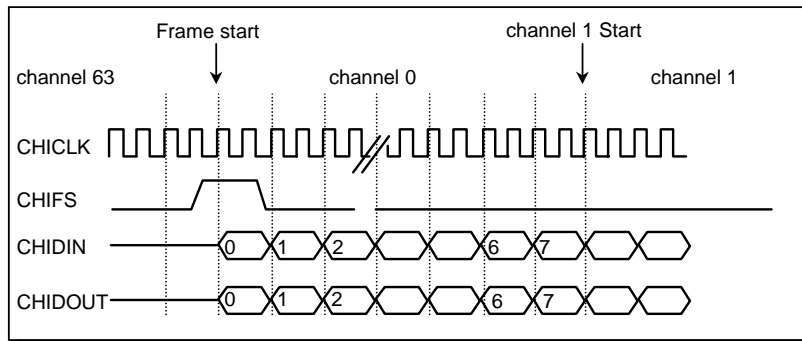 Frame start channel 1 Start
channel 63 channel 0 channel 1
CHICLK
CHIFS
CHIDIN 0 1 2 6 7
CHIDOUT 0 1 2 6 7